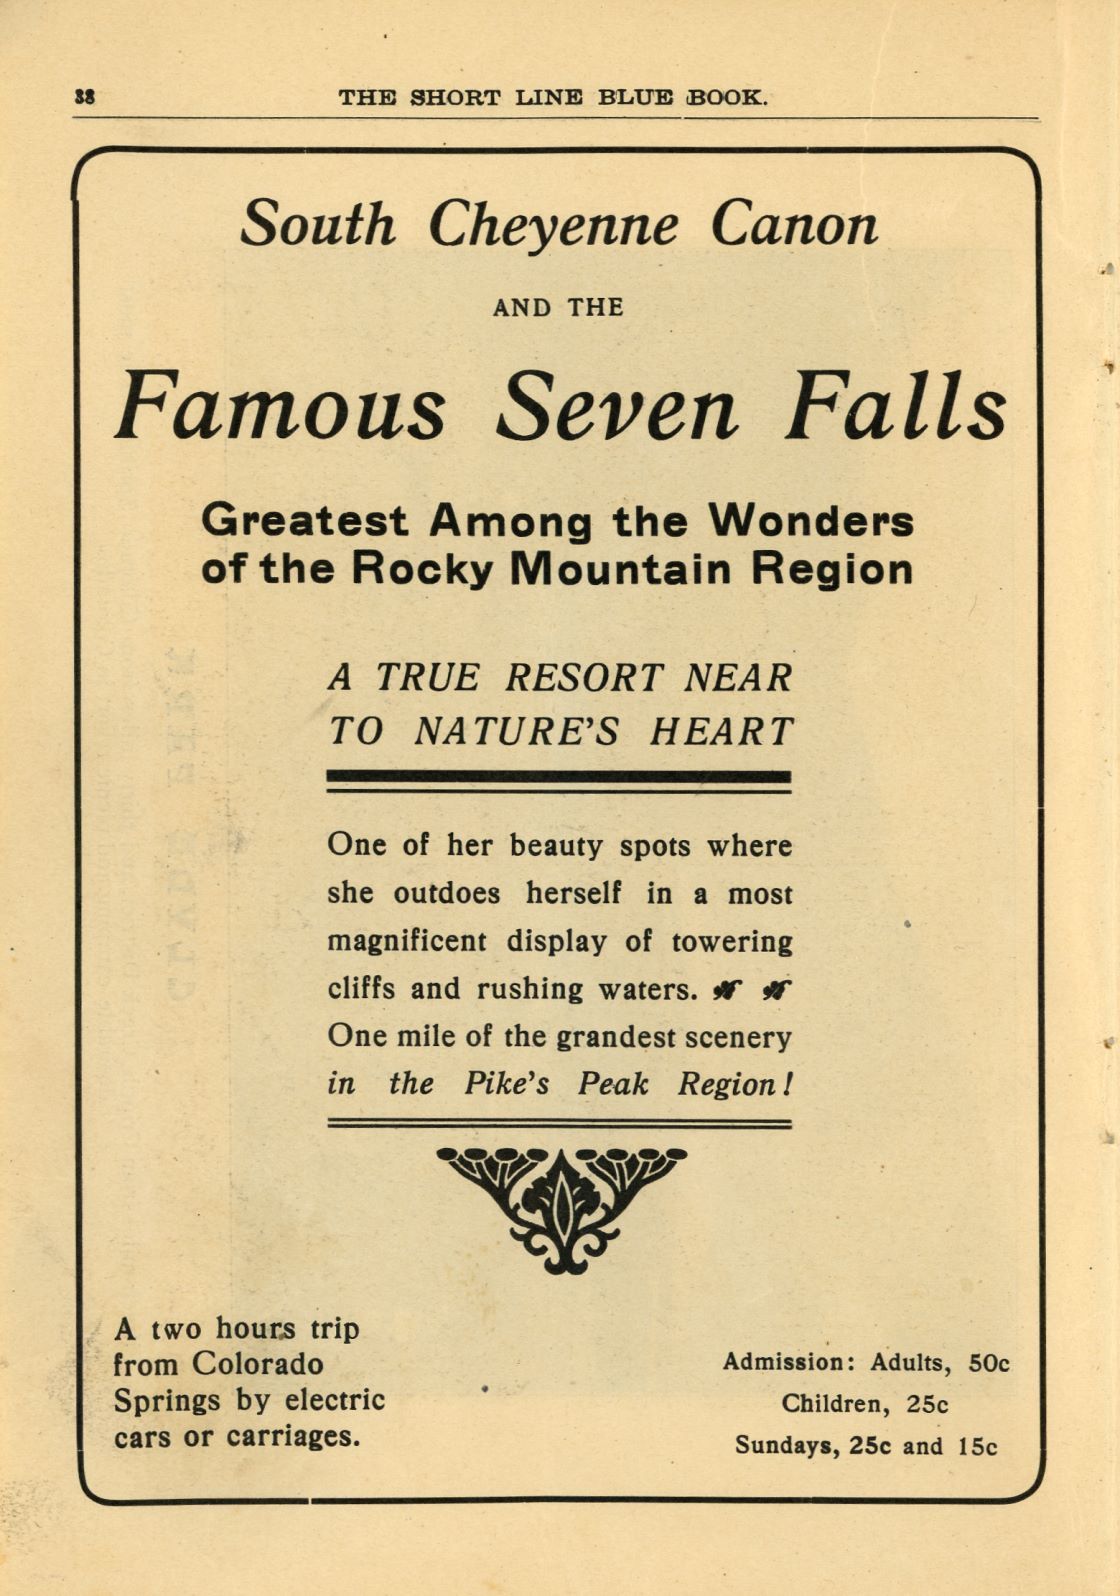 38
THE SHORT LINE BLUE BOOK.
South Cheyenne Canon
AND THE
Famous Seven Falls
Greatest Among the Wonders
of the Rocky Mountain Region
A TRUE RESORT NEAR
TO NATURE'S HEART
One of her beauty spots where
she outdoes herself in a most
magnificent display of towering
cliffs and rushing waters.
One mile of the grandest scenery
in the Pike's Peak Region!
A two hours trip
from Colorado
Springs by electric
cars or carriages.
Admission: Adults, 50c
Children, 25c
Sundays, 25c and 15c